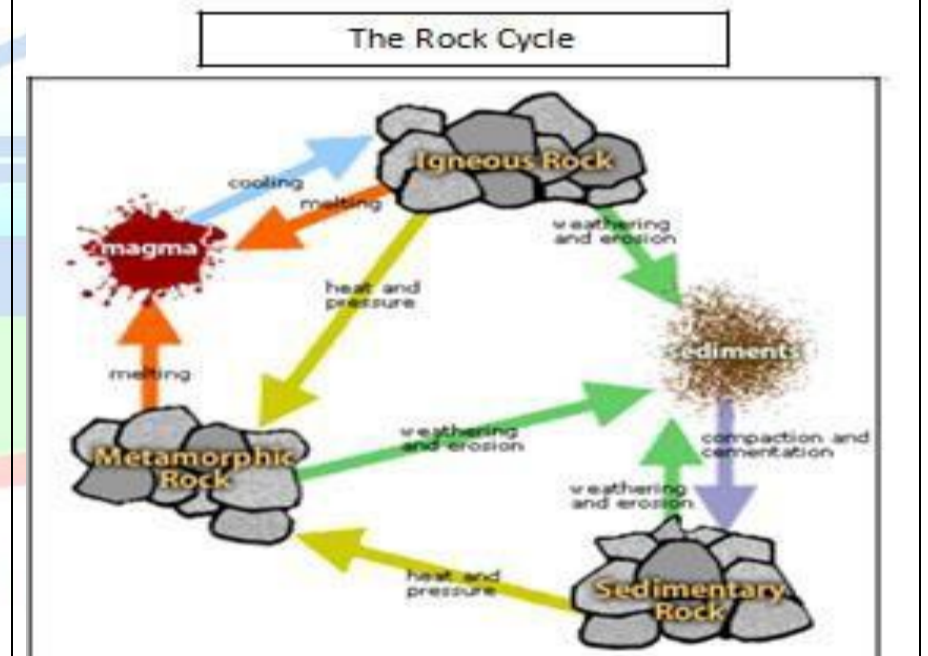 The Rock Cycle
Igneous Rock
cooling
melting
weathering
and erosion
magma
heat and
pressure
sediments
melting
weathering
and erosion
compaction and
cementation
Metamorphic
Rock
weathering
and erosion
heat and
pressure
Sedimentary
Rock